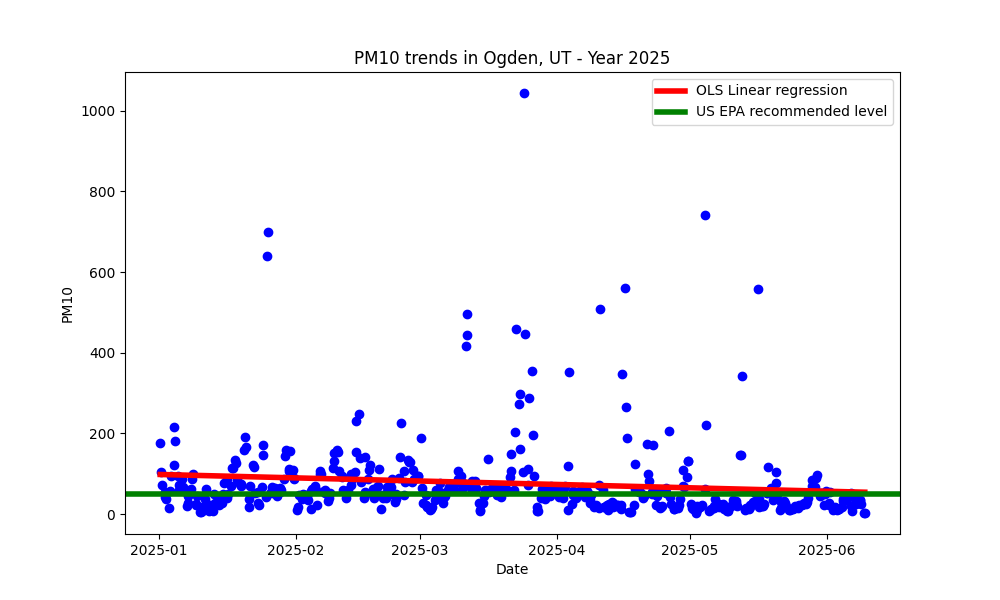 PM10 trends in Ogden, UT - Year 2025
OLS Linear regression
US EPA recommended level
1000
800
600
400
200
0
PM10
2025-01
2025-02
2025-03
2025-04
2025-05
2025-06
Date